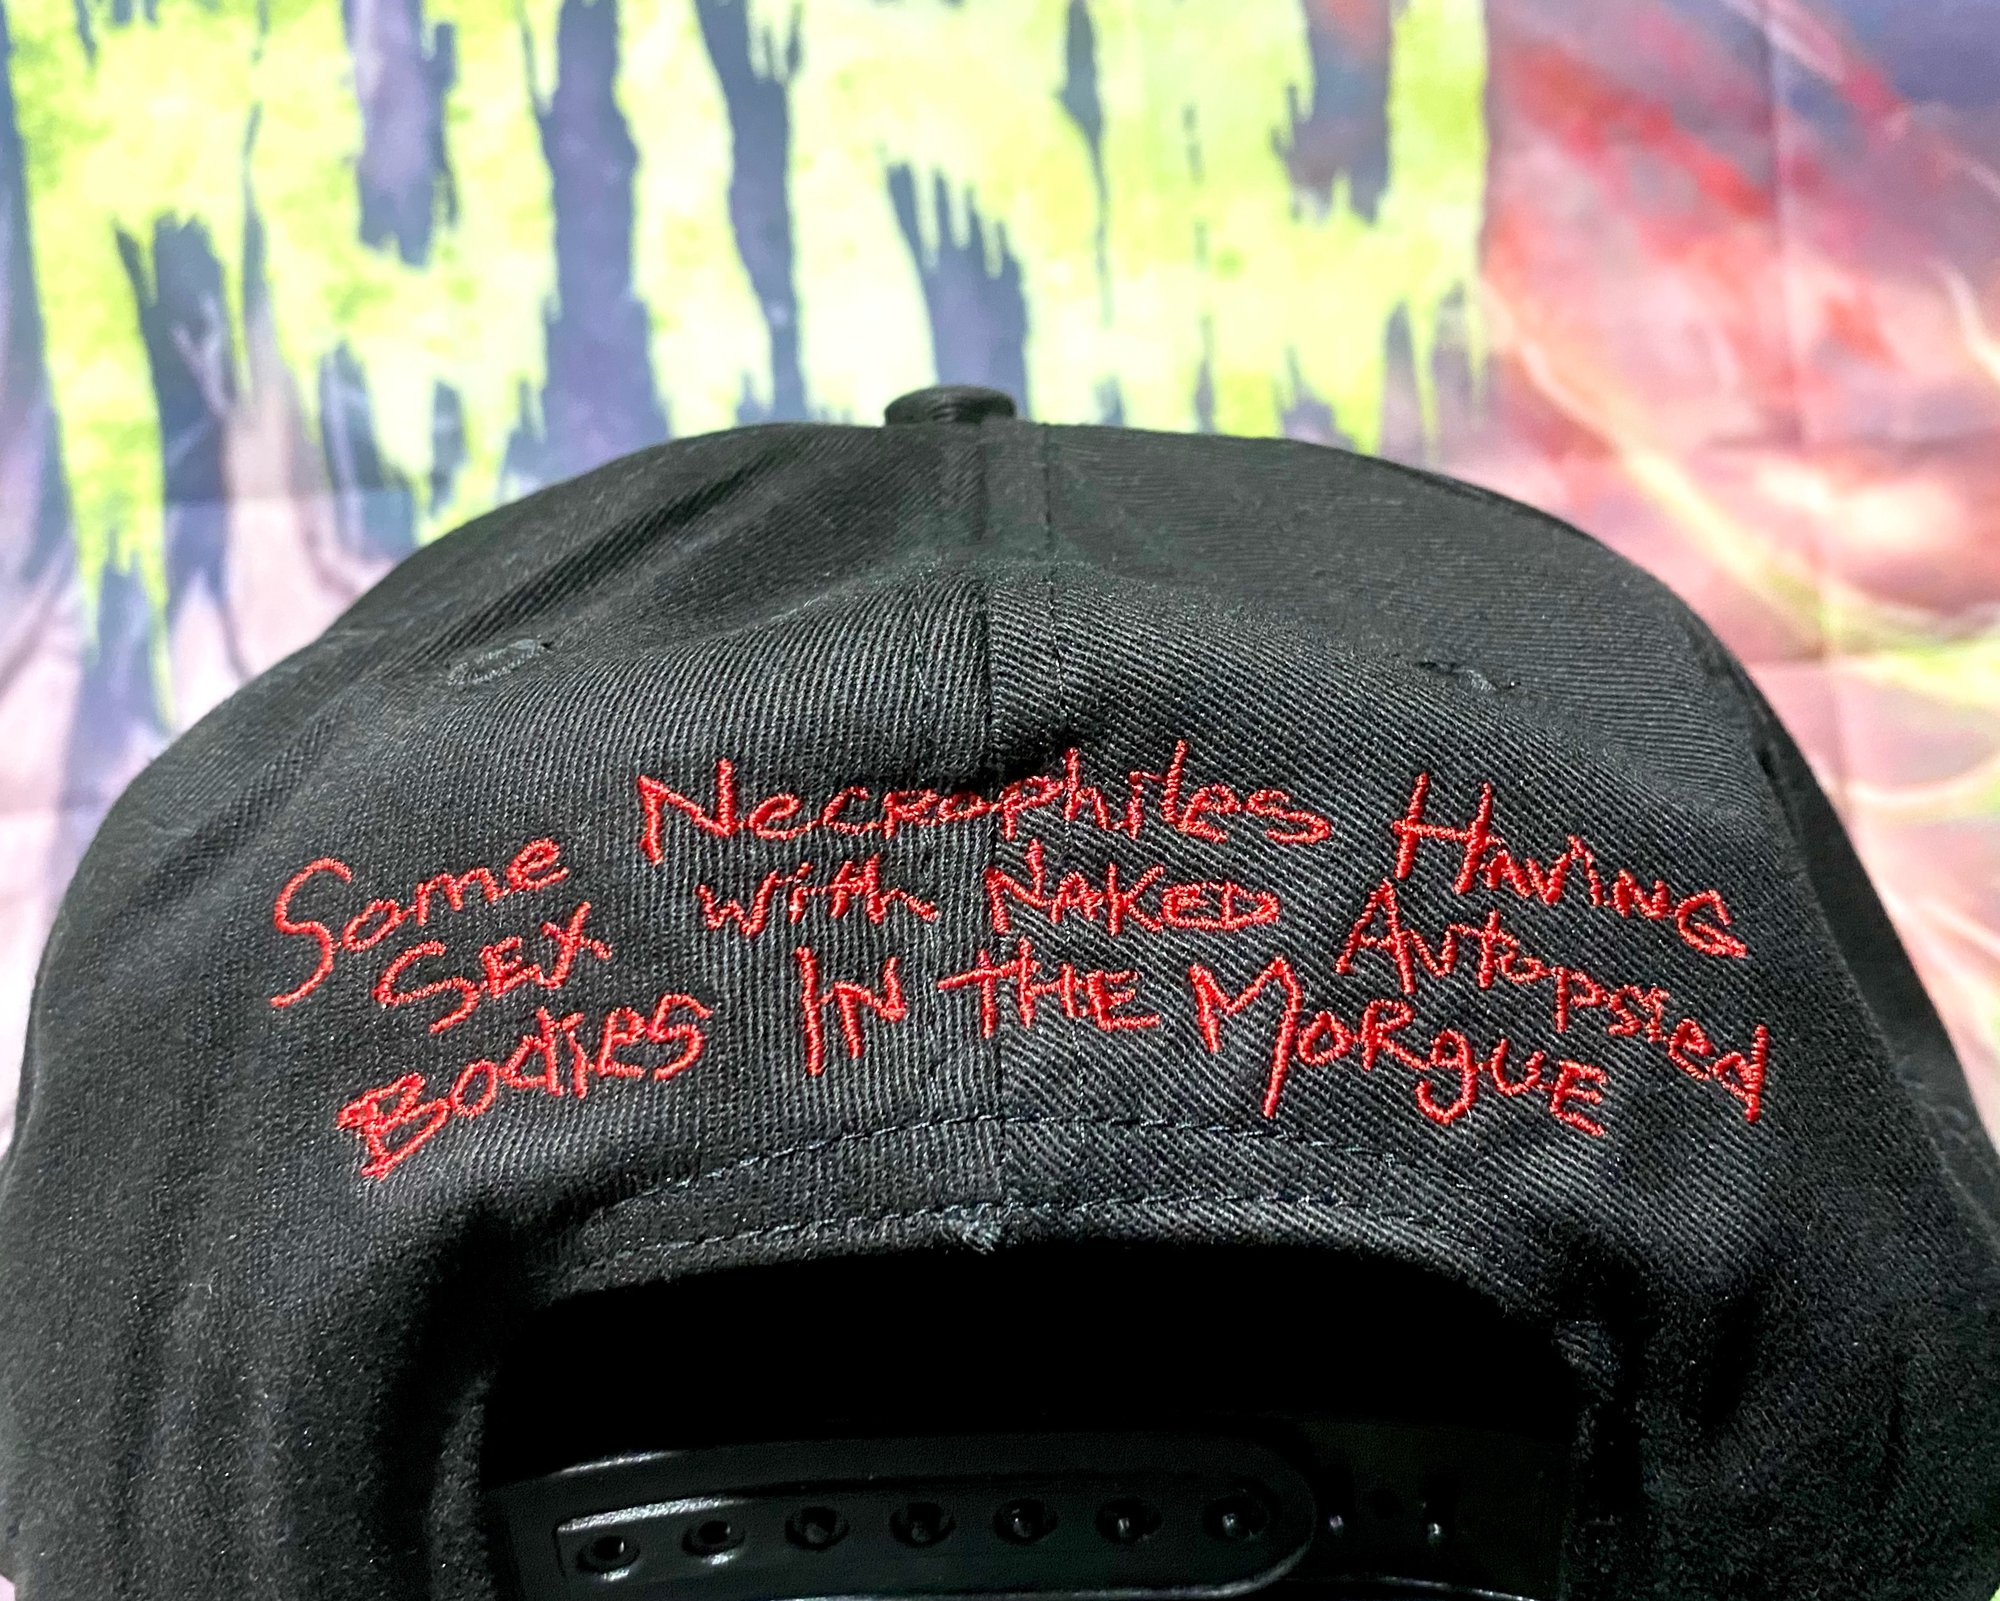 Some Necrophiles HavING
SEX with NAKED Autopsied
Bodies IN tHE MoRgUE